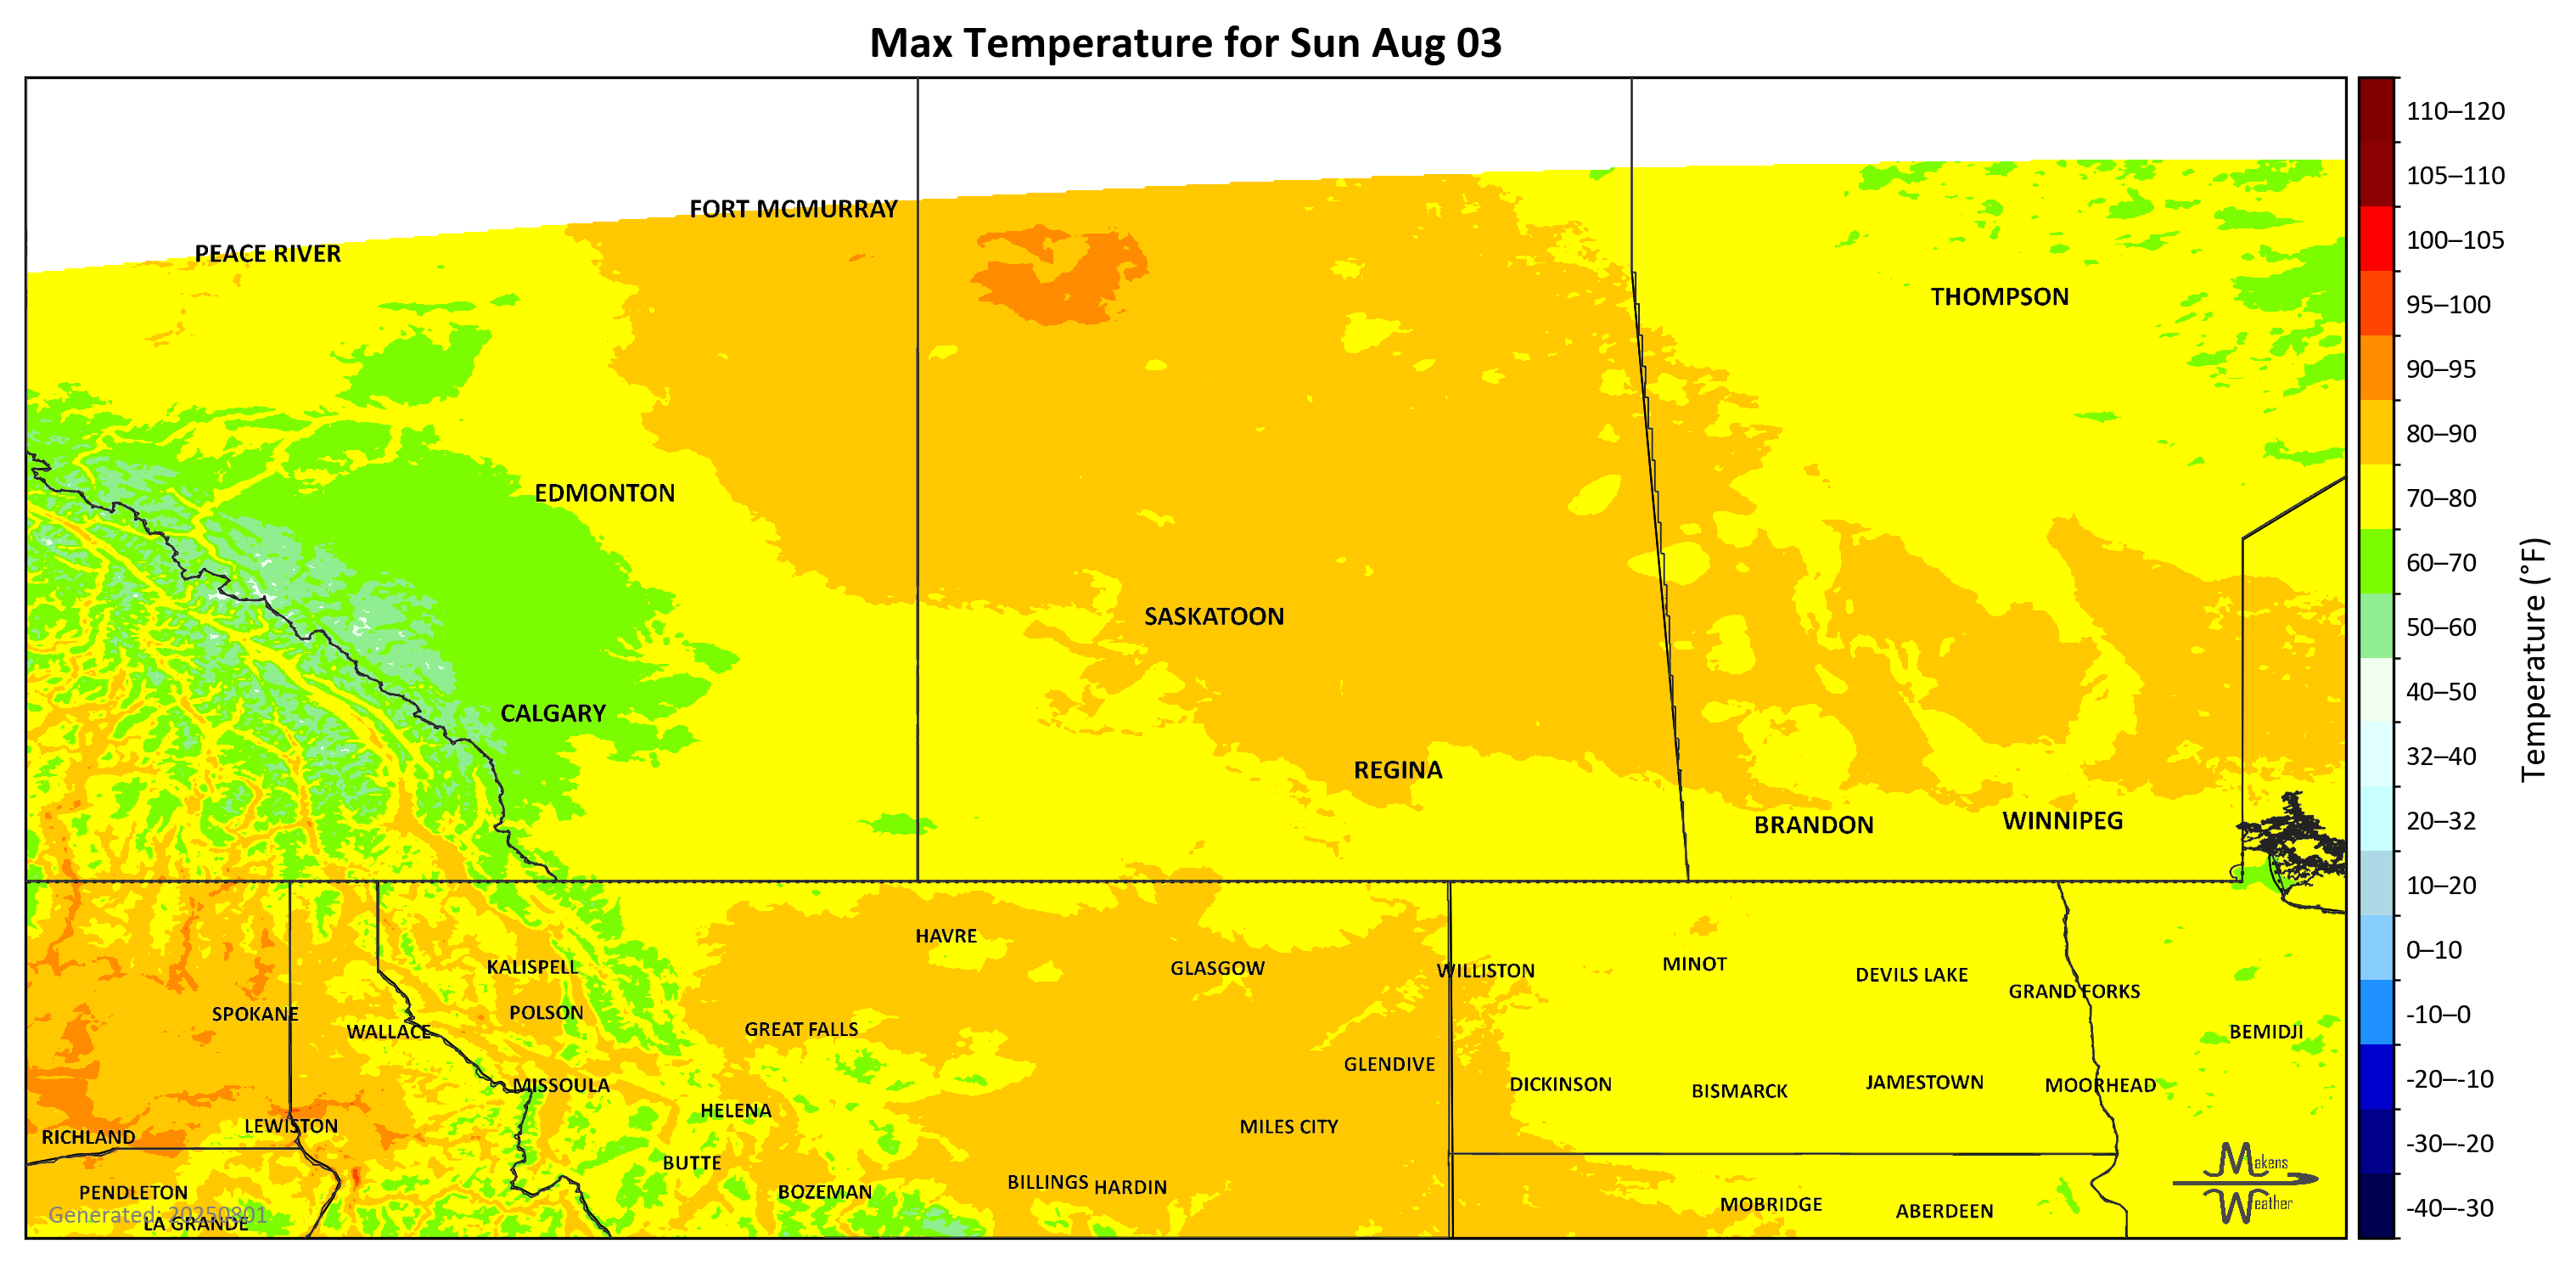 Max Temperature for Sun Aug 03
110–120
FORT MCMURRAY
105–110
PEACE RIVER
100–105
THOMPSON
95–100
90–95
80–90
EDMONTON
70–80
60–70
SASKATOON
50–60
CALGARY
40–50
REGINA
32–40
BRANDON
WINNIPEG
20–32
10–20
Temperature (°F)
HAVRE
0–10
KALISPELL
GLASGOW
WILLISTON
MINOT
DEVILS LAKE
GRAND FORKS
-10–0
SPOKANE
POLSON
WALLACE
GREAT FALLS
BEMIDJI
GLENDIVE
-20–-10
MISSOULA
DICKINSON
BISMARCK
JAMESTOWN
MOORHEAD
HELENA
LEWISTON
MILES CITY
RICHLAND
-30–-20
BUTTE
Makens
Weather
PENDLETON
BOZEMAN
BILLINGS
HARDIN
MOBRIDGE
ABERDEEN
-40–-30
Generated: 20250801
LA GRANDE